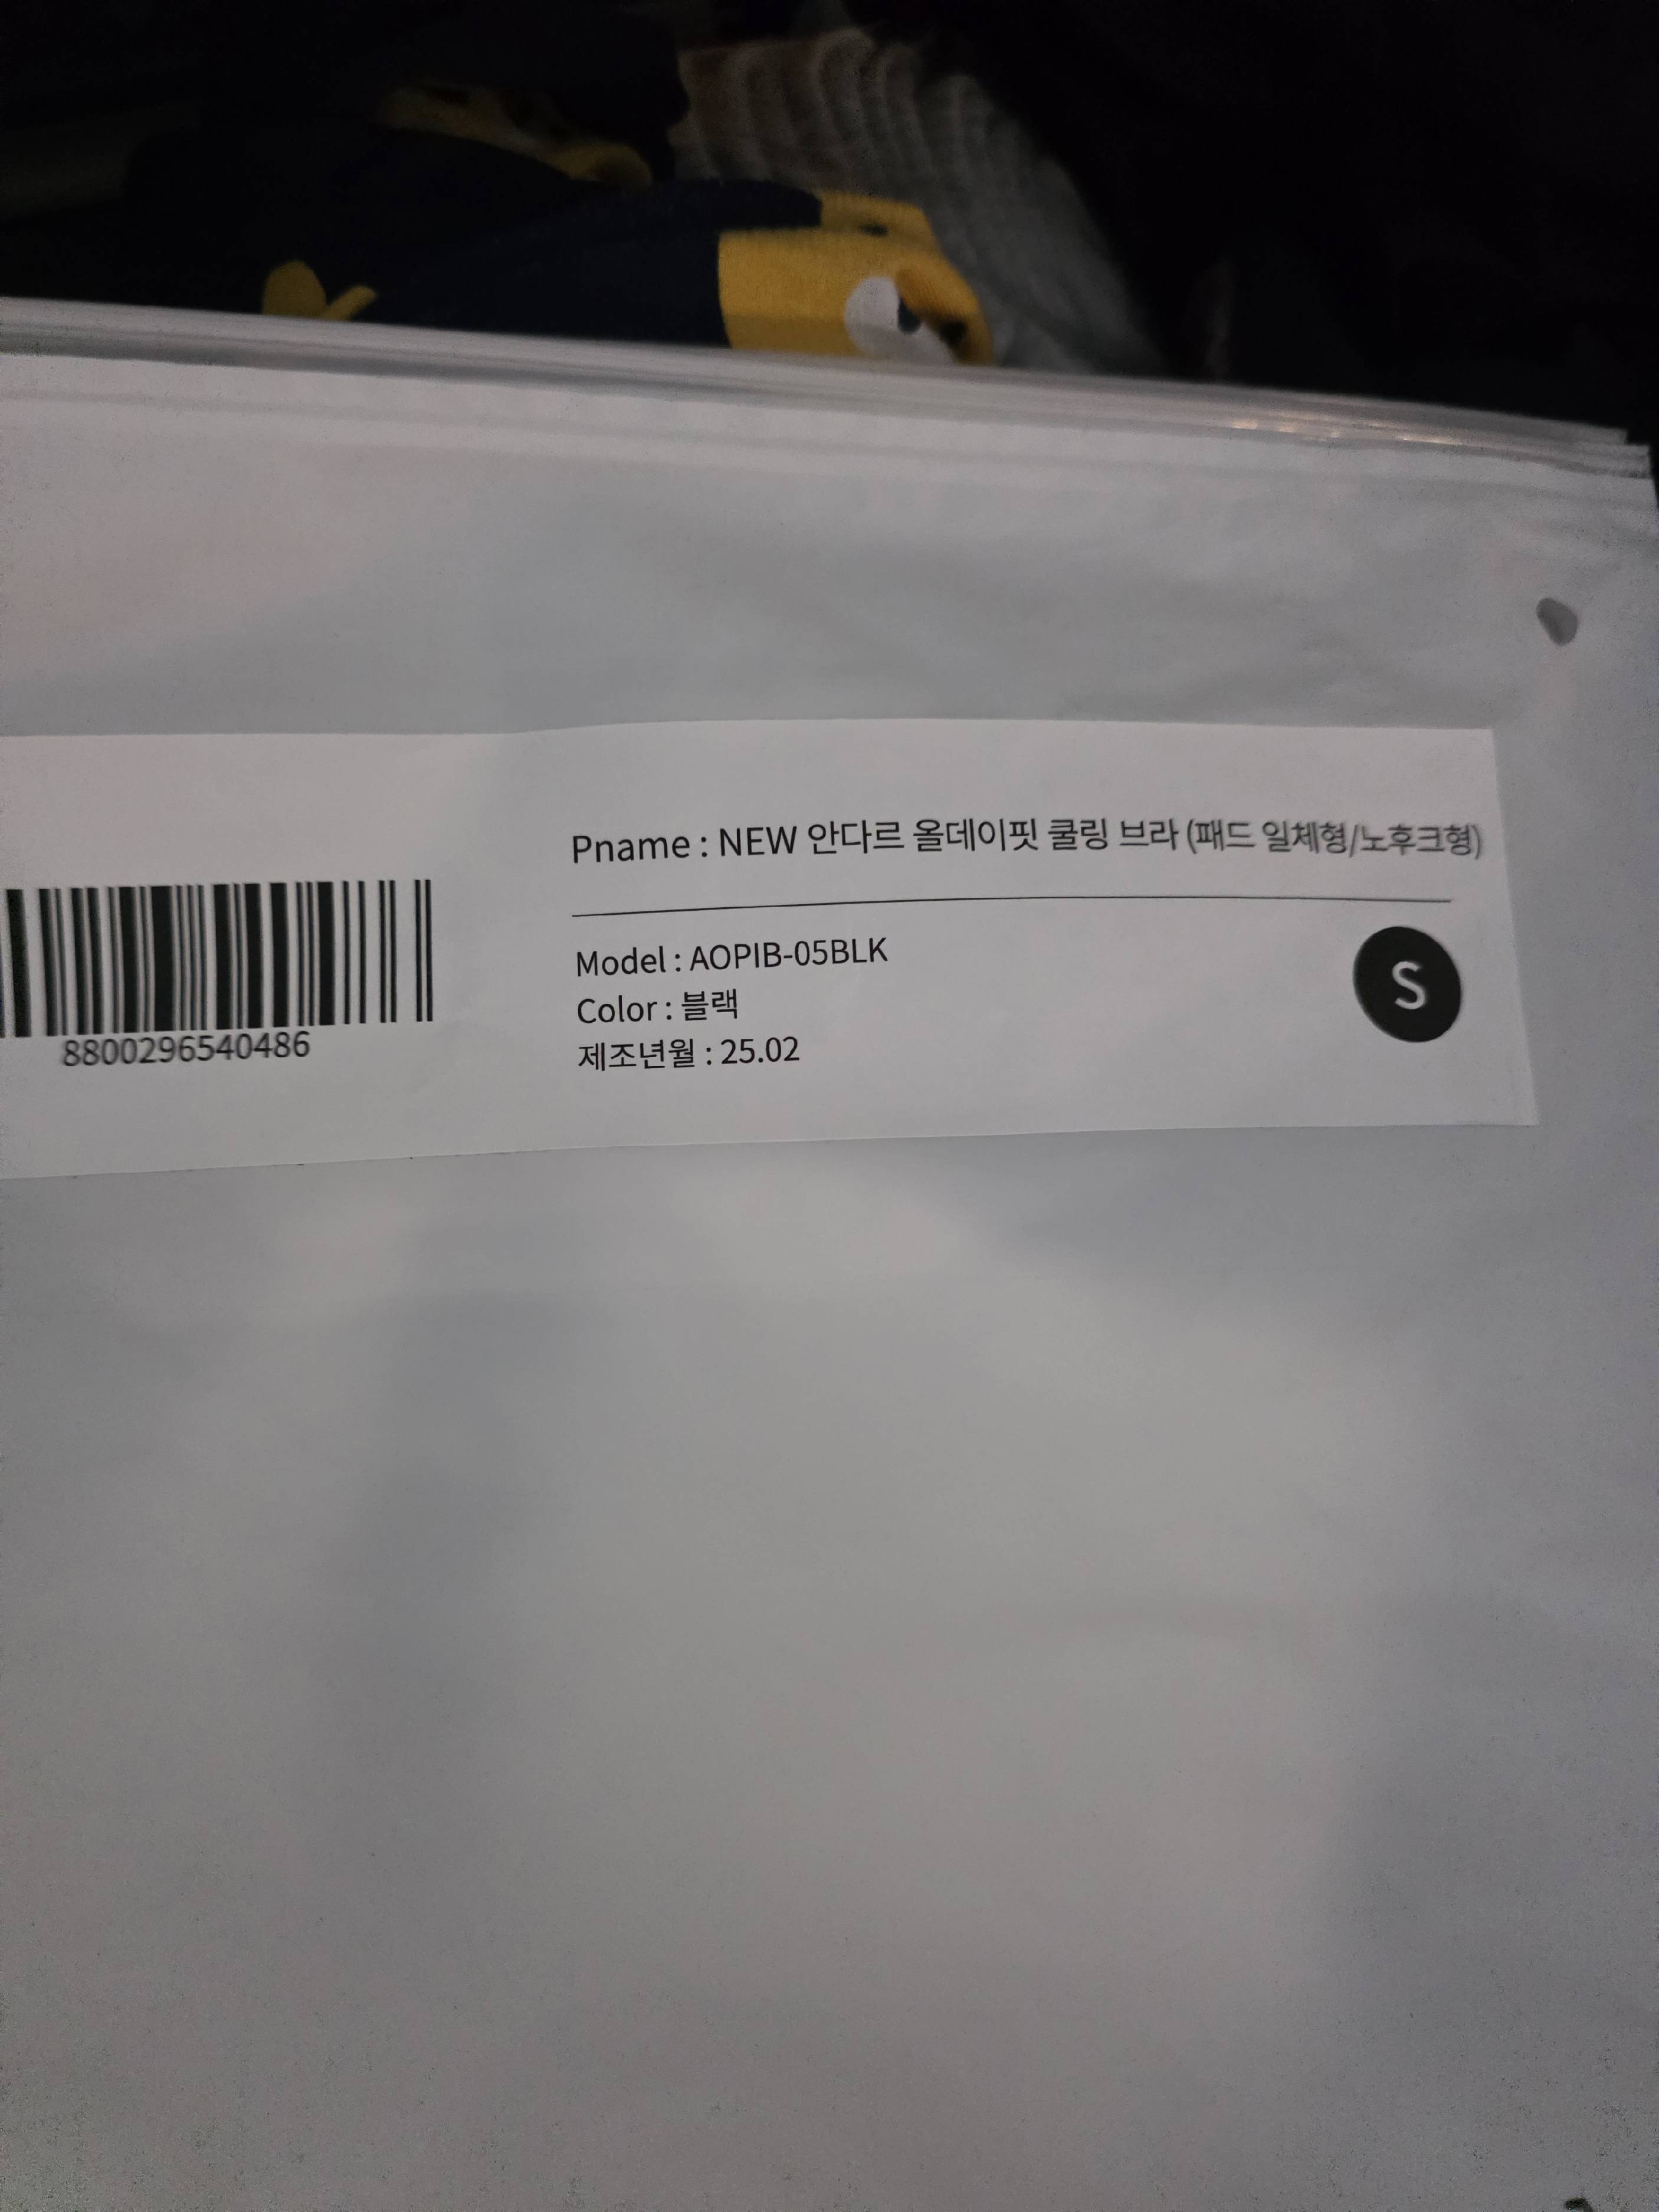 Pname : NEW 안다르 올데이핏 쿨링 브라 (패드 일체형/노후크형)
Model : AOPIB-05BLK
Color : 블랙
제조년월 : 25.02
S
8800296540486